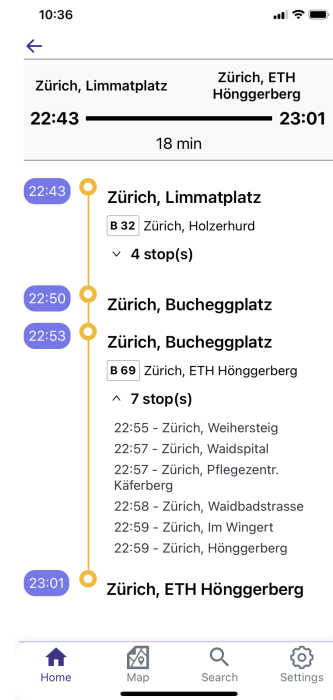 10:36
Zürich, Limmatplatz
Zürich, ETH
Hönggerberg
22:43
23:01
18 min
22:43
Zürich, Limmatplatz
B 32 Zürich, Holzerhurd
4 stop(s)
22:50
Zürich, Bucheggplatz
22:53
Zürich, Bucheggplatz
B 69 Zürich, ETH Hönggerberg
7 stop(s)
22:55 - Zürich, Weihersteig
22:57 - Zürich, Waidspital
22:57 - Zürich, Pflegezentr.
Käferberg
22:58 - Zürich, Waidbadstrasse
22:59 - Zürich, Im Wingert
22:59 - Zürich, Hönggerberg
23:01
Zürich, ETH Hönggerberg
Home
Map
Search
Settings